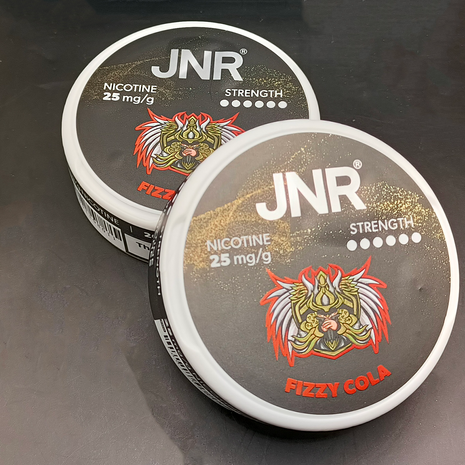 JNR®
NICOTINE
25 mg/g
STRENGTH
FIZZY
JNR®
NICOTINE
25 mg/g
STRENGTH
FIZZY COLA